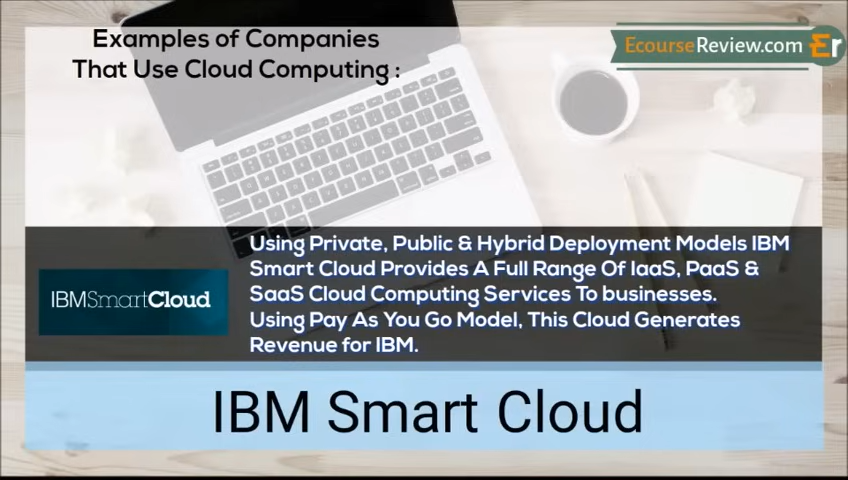 Examples of Companies
That Use Cloud Computing :
EcourseReview.com Er
Using Private, Public & Hybrid Deployment Models IBM
Smart Cloud Provides A Full Range Of IaaS, PaaS &
SaaS Cloud Computing Services To businesses.
Using Pay As You Go Model, This Cloud Generates
Revenue for IBM.
IBMSmartCloud
IBM Smart Cloud